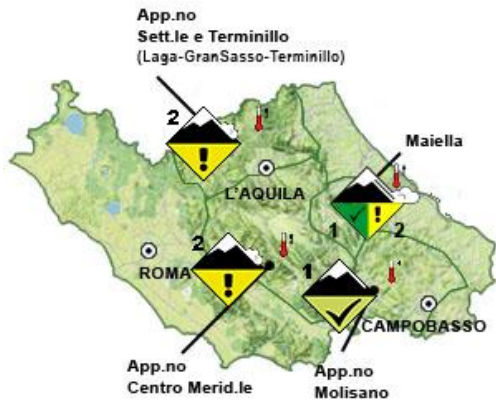 App.no
Sett.le e Terminillo
(Laga-GranSasso-Terminillo)
2
!
L'AQUILA
Maiella
!
1
2
2
!
ROMA
1
CAMPOBASSO
App.no
Centro Merid.le
App.no
Molisano